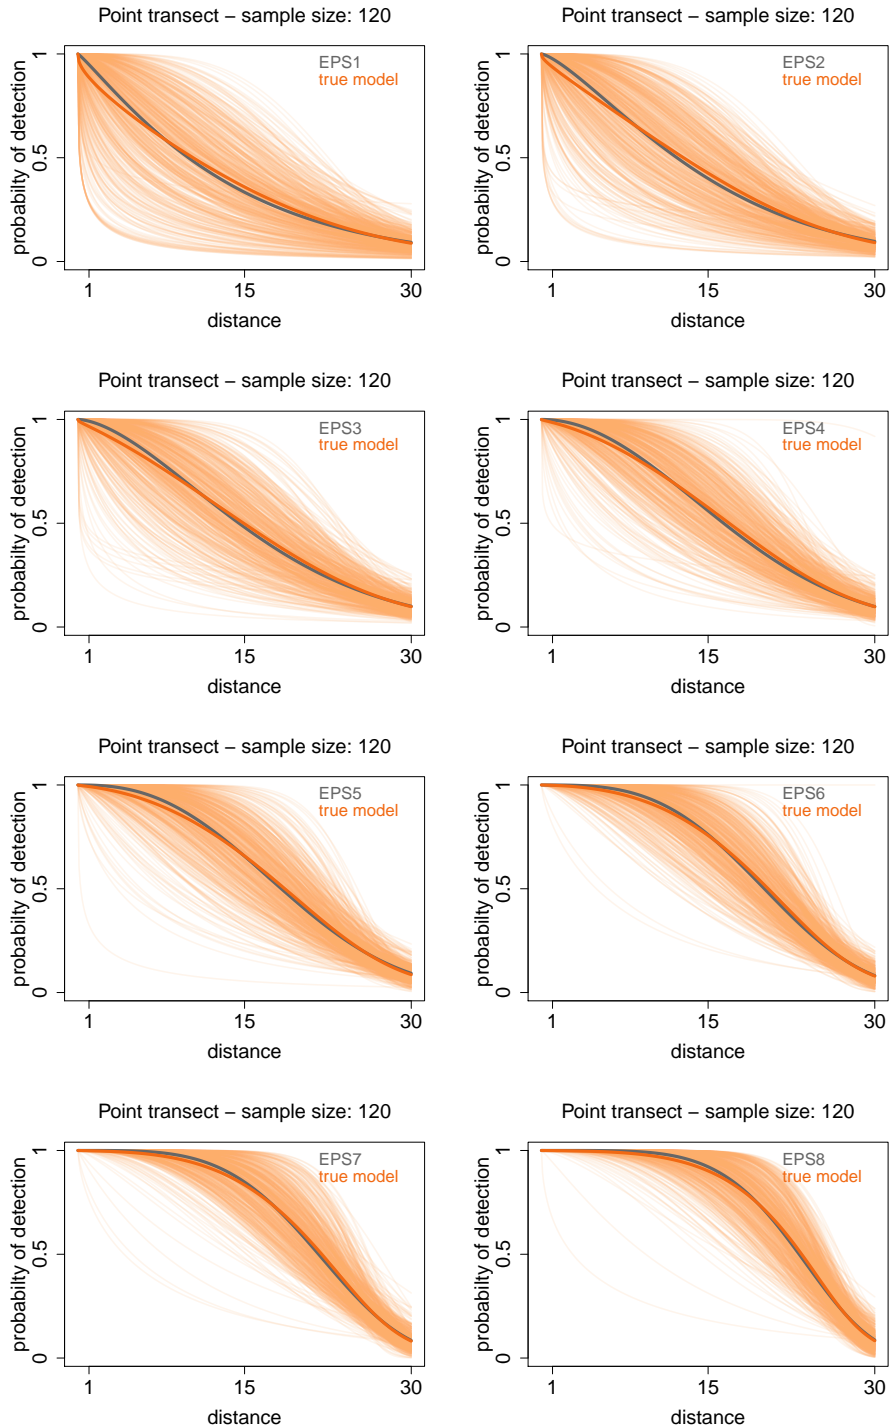 Point transect – sample size: 120
probabilty of detection
1
0.5
0
EPS1
true model
1
15
30
distance
Point transect – sample size: 120
probabilty of detection
1
0.5
0
EPS2
true model
1
15
30
distance
Point transect – sample size: 120
probabilty of detection
1
0.5
0
EPS3
true model
1
15
30
distance
Point transect – sample size: 120
probabilty of detection
1
0.5
0
EPS4
true model
1
15
30
distance
Point transect – sample size: 120
probabilty of detection
1
0.5
0
EPS5
true model
1
15
30
distance
Point transect – sample size: 120
probabilty of detection
1
0.5
0
EPS6
true model
1
15
30
distance
Point transect – sample size: 120
probabilty of detection
1
0.5
0
EPS7
true model
1
15
30
distance
Point transect – sample size: 120
probabilty of detection
1
0.5
0
EPS8
true model
1
15
30
distance